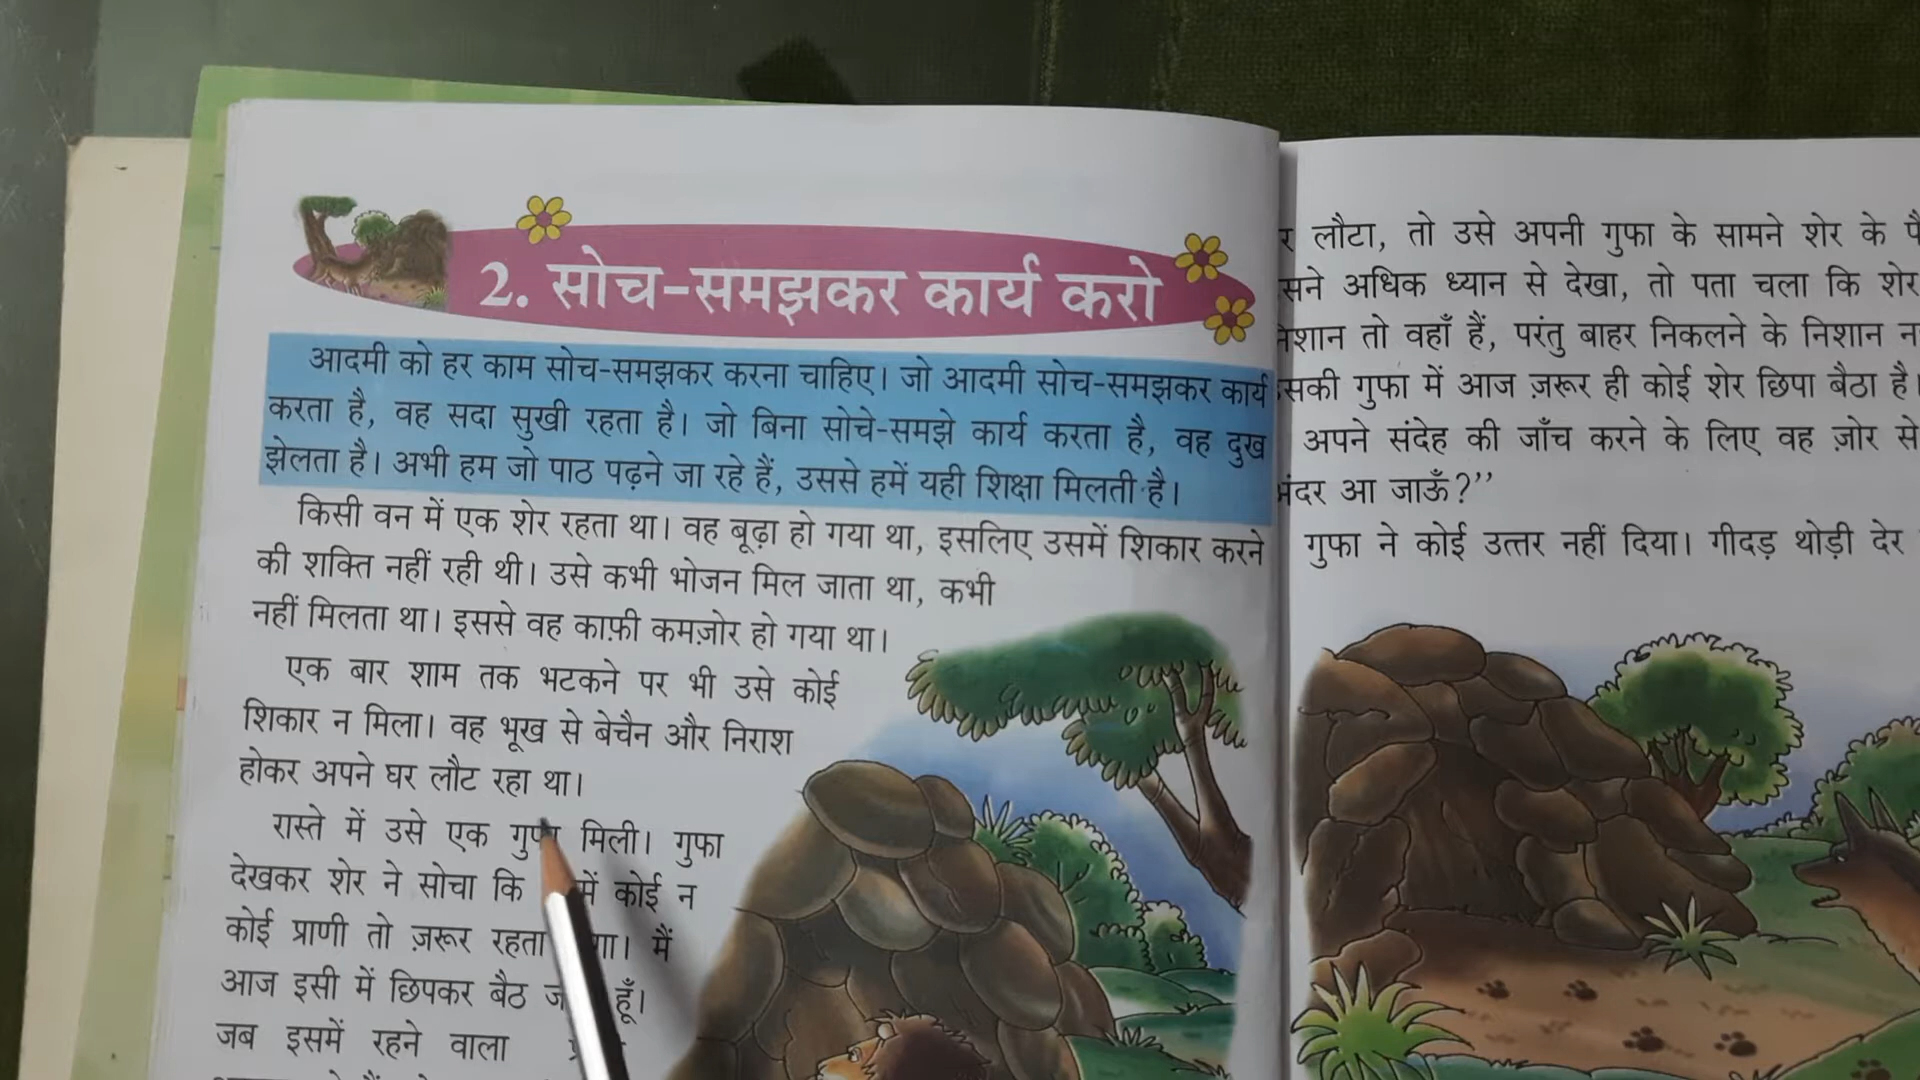 2. सोच-समझकर कार्य करो
आदमी को हर काम सोच-समझकर करना चाहिए। जो आदमी सोच-समझकर कार्य
करता है, वह सदा सुखी रहता है। जो बिना सोचे-समझे कार्य करता है, वह दुख
झेलता है। अभी हम जो पाठ पढ़ने जा रहे हैं, उससे हमें यही शिक्षा मिलती है।
किसी वन में एक शेर रहता था। वह बूढ़ा हो गया था, इसलिए उसमें शिकार करने
की शक्ति नहीं रही थी। उसे कभी भोजन मिल जाता था, कभी
नहीं मिलता था। इससे वह काफ़ी कमज़ोर हो गया था।
एक बार शाम तक भटकने पर भी उसे कोई
शिकार न मिला। वह भूख से बेचैन और निराश
होकर अपने घर लौट रहा था।
रास्ते में उसे एक गुफा मिली। गुफा
देखकर शेर ने सोचा कि कोई न
कोई प्राणी तो ज़रूर रहता मैं
आज इसी में छिपकर बैठ हूँ।
जब इसमें रहने वाला
लौटा, तो उसे अपनी गुफा के सामने शेर के
अधिक ध्यान से देखा, तो पता चला कि शेर
तो वहाँ हैं, परंतु बाहर निकलने के निशान
गुफा में आज ज़रूर ही कोई शेर छिपा बैठा है।
अपने संदेह की जाँच करने के लिए वह ज़ोर से
आ जाऊँ?”
गुफा ने कोई उत्तर नहीं दिया। गीदड़ थोड़ी देर